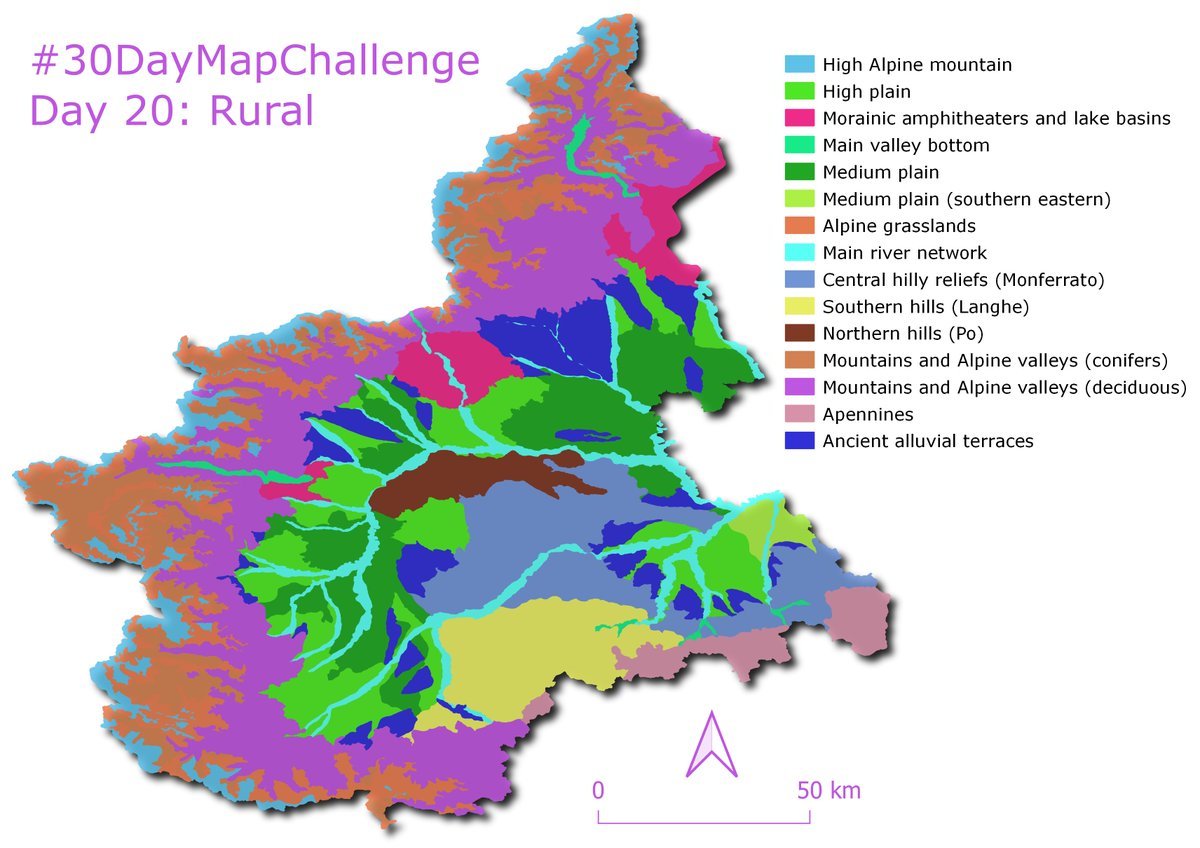 #30DayMapChallenge
Day 20: Rural
High Alpine mountain
High plain
Morainic amphitheaters and lake basins
Main valley bottom
Medium plain
Medium plain (southern eastern)
Alpine grasslands
Main river network
Central hilly reliefs (Monferrato)
Southern hills (Langhe)
Northern hills (Po)
Mountains and Alpine valleys (conifers)
Mountains and Alpine valleys (deciduous)
Apennines
Ancient alluvial terraces
0 50 km